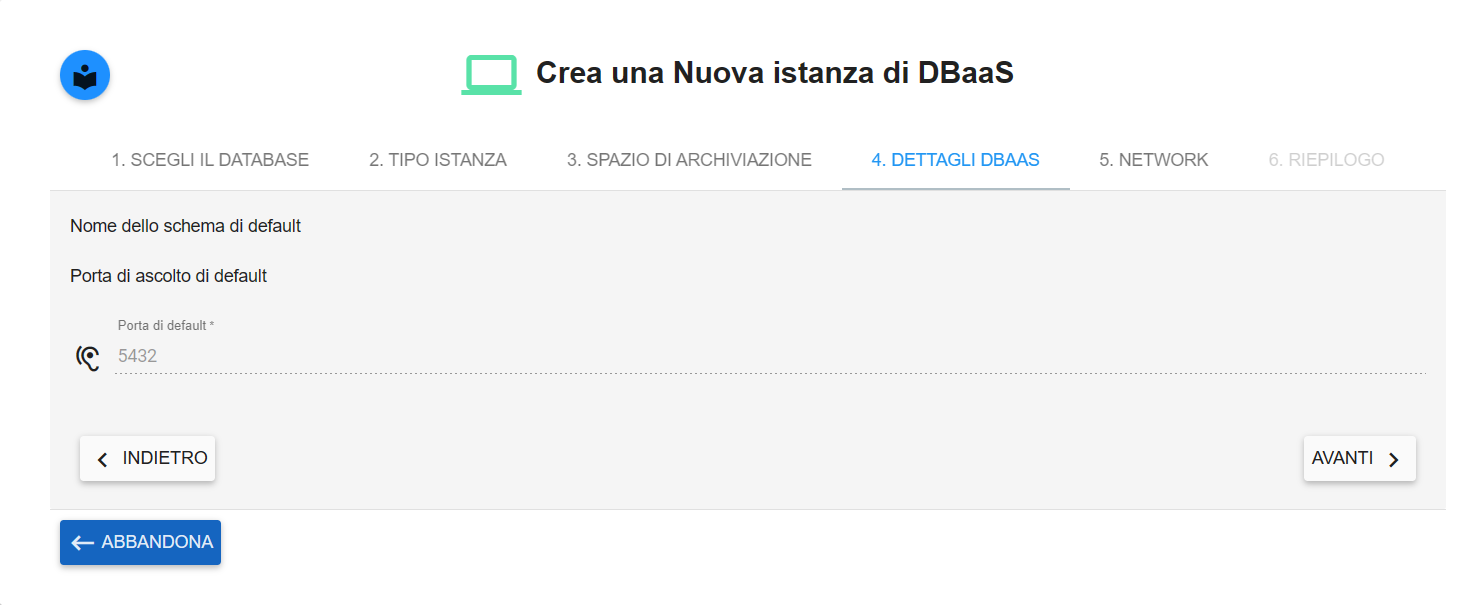 Crea una Nuova istanza di DBaaS
1. SCEGLI IL DATABASE 2. TIPO ISTANZA 3. SPAZIO DI ARCHIVIAZIONE 4. DETTAGLI DBAAS 5. NETWORK 6. RIEPILOGO
Nome dello schema di default
Porta di ascolto di default
Porta di default *
5432
INDIETRO AVANTI
ABBANDONA